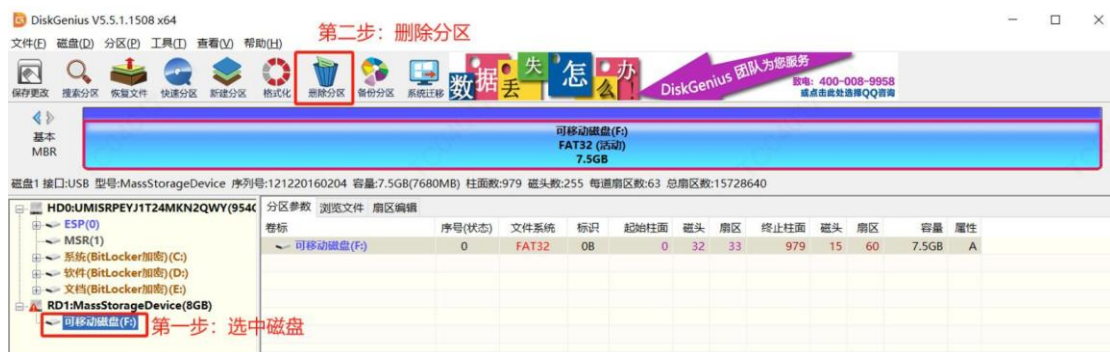 DiskGenius V5.5.1.1508 x64
第二步：删除分区
文件(F) 磁盘(D) 分区(P) 工具(T) 查看(V) 帮助(H)
保存更改 搜索分区 恢复文件 快速分区 新建分区 格式化 删除分区 备份分区 系统迁移
数据丢失怎么办!
DiskGenius 团队为您服务
致电：400-008-9958
或点击此处选择QQ咨询
基本
MBR
可移动磁盘(F:)
FAT32 (活动)
7.5GB
磁盘1 接口:USB 型号:MassStorageDevice 序列号:121220160204 容量:7.5GB(7680MB) 柱面数:979 磁头数:255 每道扇区数:63 总扇区数:15728640
HD0:UMISRPEYJ1T24MKN2QWY(954G
ESP(0)
MSR(1)
系统(BitLocker加密)(C:)
软件(BitLocker加密)(D:)
文档(BitLocker加密)(E:)
RD1:MassStorageDevice(8GB)
可移动磁盘(F:)
第一步：选中磁盘
分区参数 浏览文件 扇区编辑
卷标 序号(状态) 文件系统 标识 起始柱面 磁头 扇区 终止柱面 磁头 扇区 容量 属性
可移动磁盘(F:) 0 FAT32 0B 0 32 33 979 15 60 7.5GB A